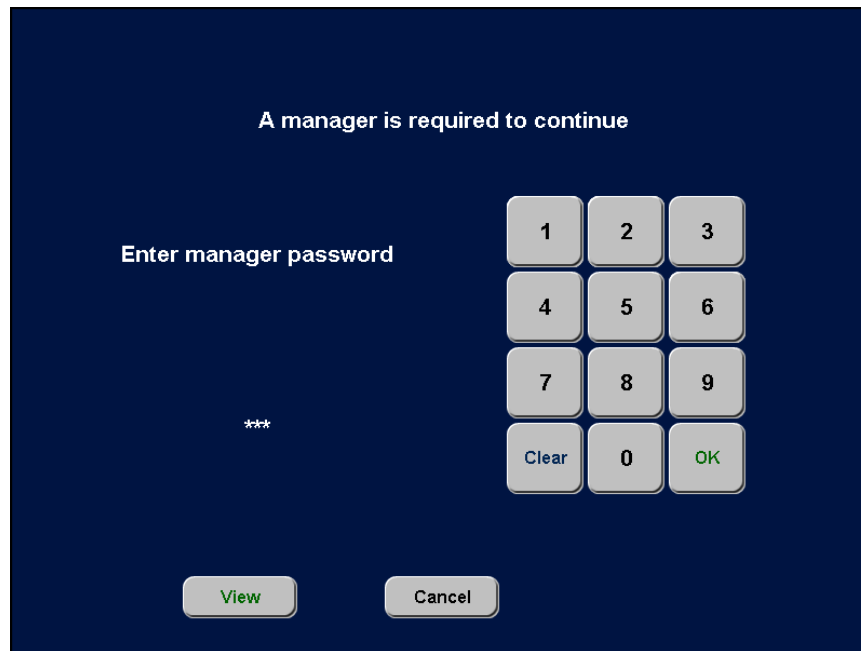 A manager is required to continue
Enter manager password
1 2 3
4 5 6
7 8 9
***
Clear 0 OK
View Cancel